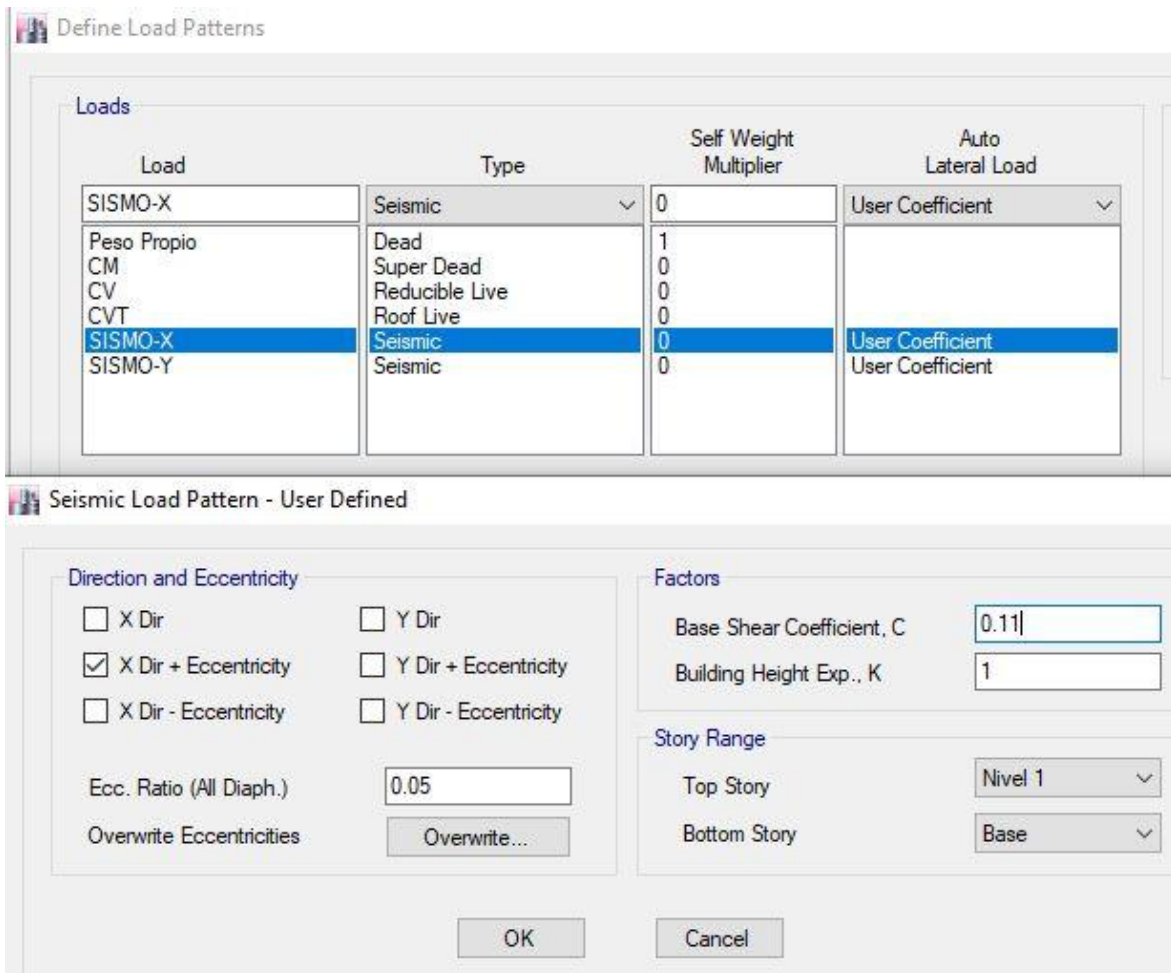 Define Load Patterns
Loads
Load Type Self Weight Multiplier Auto Lateral Load
SISMO-X Seismic 0 User Coefficient
Peso Propio Dead 1
CM Super Dead 0
CV Reducible Live 0
CVT Roof Live 0
SISMO-X Seismic 0 User Coefficient
SISMO-Y Seismic 0 User Coefficient
Seismic Load Pattern - User Defined
Direction and Eccentricity
X Dir Y Dir
X Dir + Eccentricity Y Dir + Eccentricity
X Dir - Eccentricity Y Dir - Eccentricity
Ecc. Ratio (All Diaph.) 0.05
Overwrite Eccentricities Overwrite...
Factors
Base Shear Coefficient, C 0.11
Building Height Exp., K 1
Story Range
Top Story Nivel 1
Bottom Story Base
OK Cancel